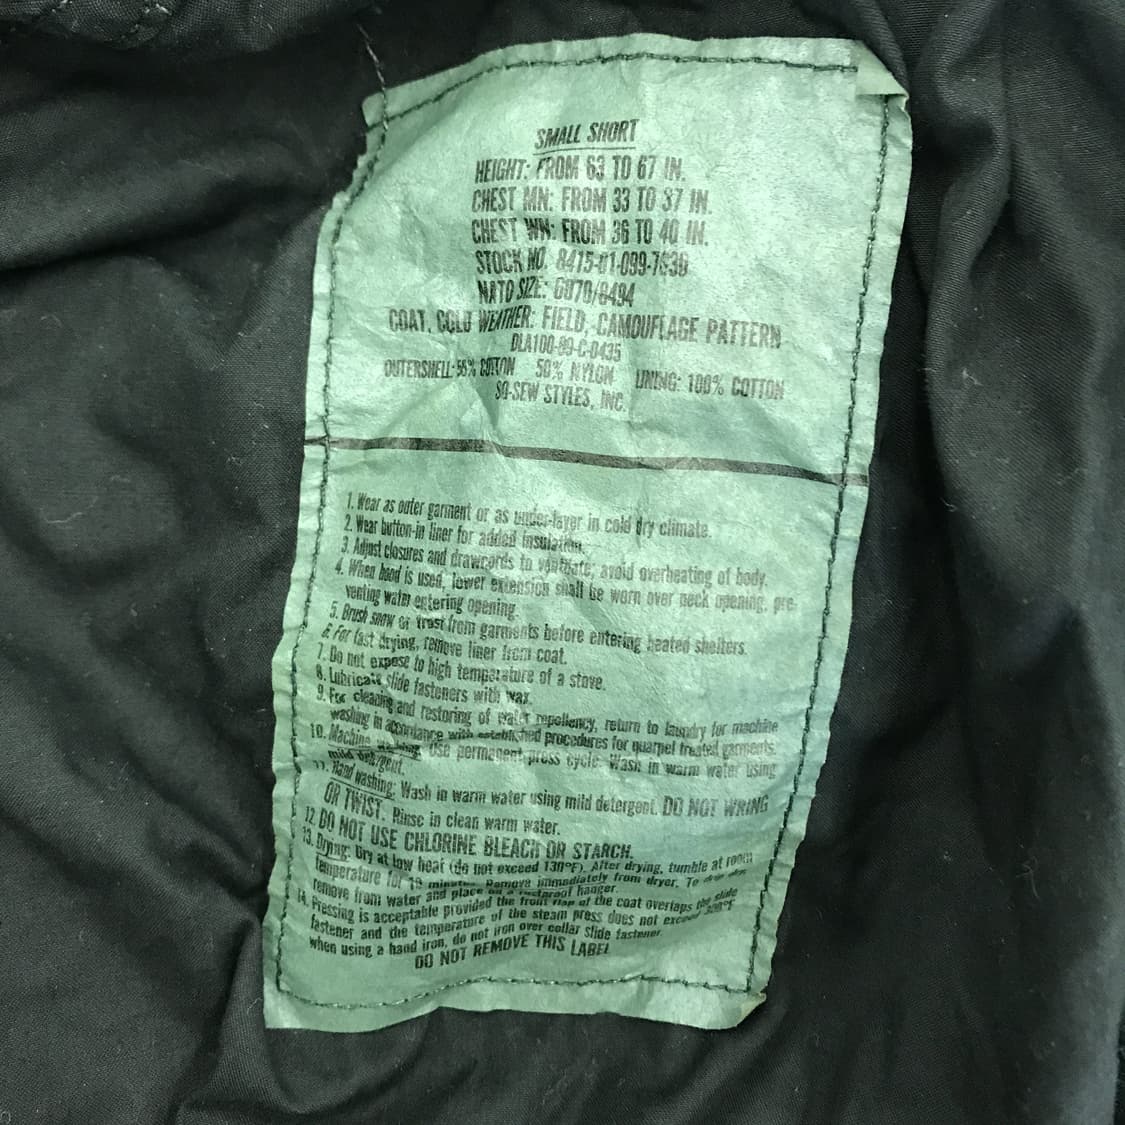 SMALL SHORT
HEIGHT: FROM 63 TO 67 IN.
CHEST MN: FROM 33 TO 37 IN.
CHEST WN: FROM 36 TO 40 IN.
STOCK NO. 8415-01-099-7830
NATO SIZE: 6070/8494
COAT, COLD WEATHER: FIELD, CAMOUFLAGE PATTERN
OUTERSHELL: COTTON 50% NYLON LINING: 100% COTTON
SO-SEW STYLES, INC.
1. Wear as outer garment or as under-layer in cold dry climate.
2. Wear button-in liner for added insulation.
3. Adjust closures and drawcords to ventilate; avoid overheating of body.
4. When hood is used, lower extension shall be worn over neck opening, pre-
venting water entering opening.
5. Brush snow or frost from garments before entering heated shelters.
6. For fast drying, remove liner from coat.
7. Do not expose to high temperature of a stove.
8. Lubricate slide fasteners with wax.
9. For cleaning and restoring of water repellency, return to laundry for machine
washing in accordance with established procedures for quarpel treated garments.
10. Machine washing: Use permanent press cycle. Wash in warm water using
mild detergent.
11. Hand washing: Wash in warm water using mild detergent. DO NOT WRING
OR TWIST. Rinse in clean warm water.
12. DO NOT USE CHLORINE BLEACH OR STARCH.
13. Drying: Dry at low heat (do not exceed 130°F). After drying, tumble at room
temperature for 10 minutes. Remove immediately from dryer. To drip dry,
remove from water and place on a rustproof hanger.
14. Pressing is acceptable provided the front flap of the coat overlaps the slide
fastener and the temperature of the steam press does not exceed 300°F
when using a hand iron, do not iron over collar slide fastener.
DO NOT REMOVE THIS LABEL